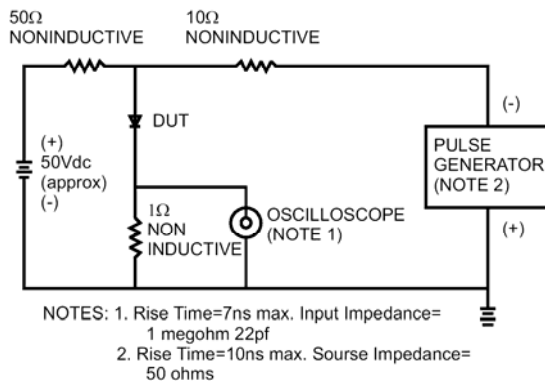 50Ω
NONINDUCTIVE
10Ω
NONINDUCTIVE
DUT
(+)
50Vdc
(approx)
(-)
1Ω
NON
INDUCTIVE
OSCILLOSCOPE
(NOTE 1)
(-)
PULSE
GENERATOR
(NOTE 2)
(+)
NOTES: 1. Rise Time=7ns max. Input Impedance=
1 megohm 22pf
2. Rise Time=10ns max. Sourse Impedance=
50 ohms